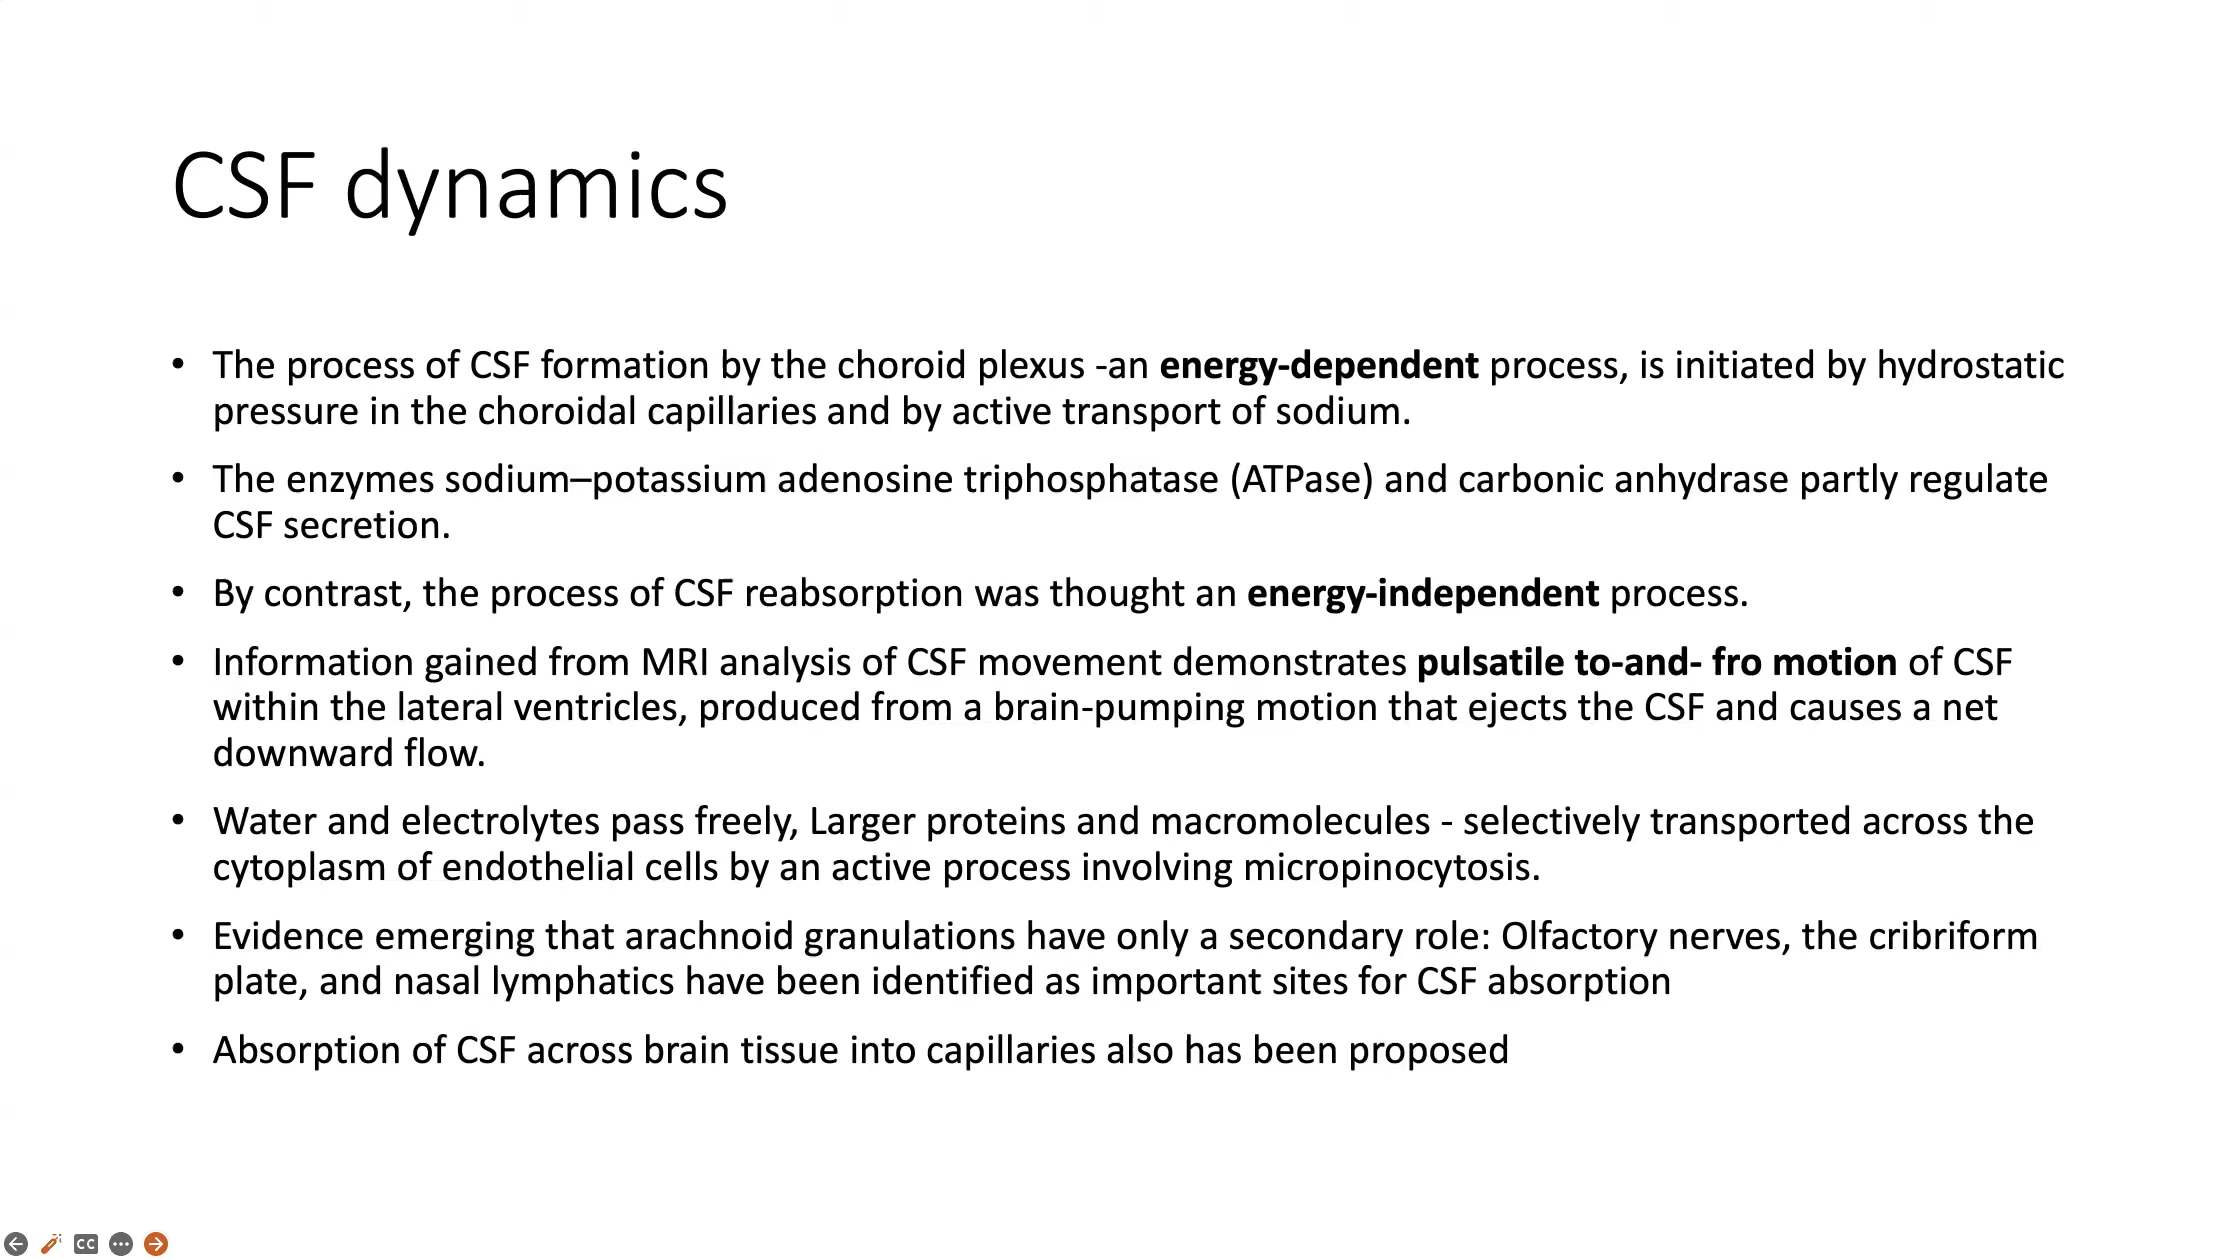 CSF dynamics
• The process of CSF formation by the choroid plexus -an energy-dependent process, is initiated by hydrostatic
pressure in the choroidal capillaries and by active transport of sodium.
• The enzymes sodium–potassium adenosine triphosphatase (ATPase) and carbonic anhydrase partly regulate
CSF secretion.
• By contrast, the process of CSF reabsorption was thought an energy-independent process.
• Information gained from MRI analysis of CSF movement demonstrates pulsatile to-and- fro motion of CSF
within the lateral ventricles, produced from a brain-pumping motion that ejects the CSF and causes a net
downward flow.
• Water and electrolytes pass freely, Larger proteins and macromolecules - selectively transported across the
cytoplasm of endothelial cells by an active process involving micropinocytosis.
• Evidence emerging that arachnoid granulations have only a secondary role: Olfactory nerves, the cribriform
plate, and nasal lymphatics have been identified as important sites for CSF absorption
• Absorption of CSF across brain tissue into capillaries also has been proposed
CC